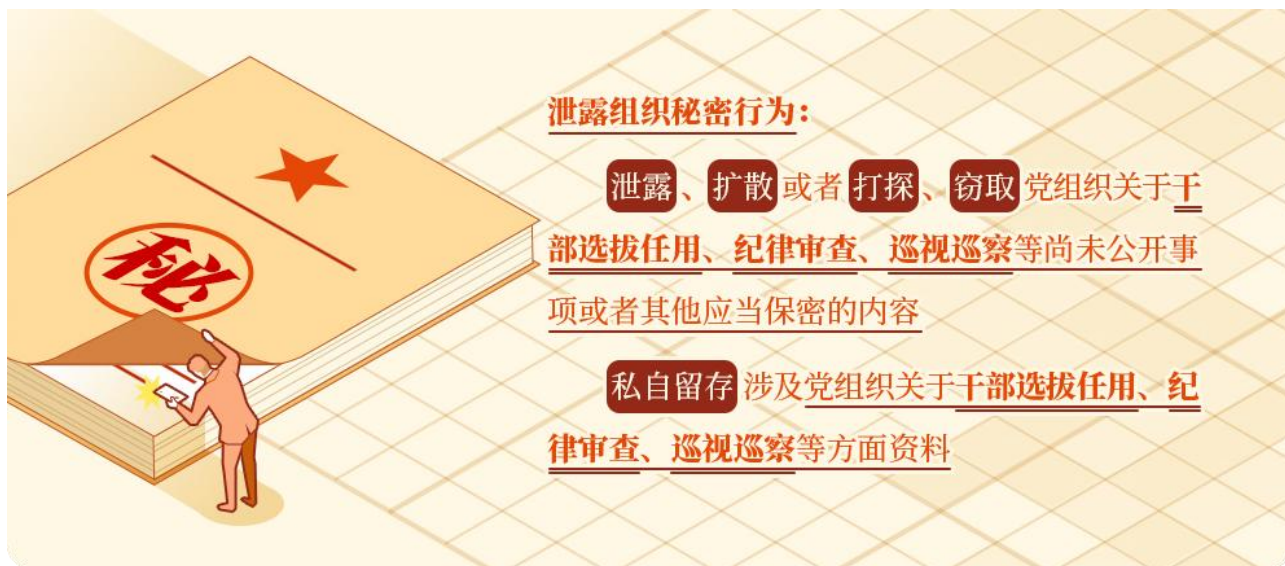 秘
泄露组织秘密行为：
泄露、扩散或者打探、窃取党组织关于干
部选拔任用、纪律审查、巡视巡察等尚未公开事
项或者其他应当保密的内容
私自留存涉及党组织关于干部选拔任用、纪
律审查、巡视巡察等方面资料